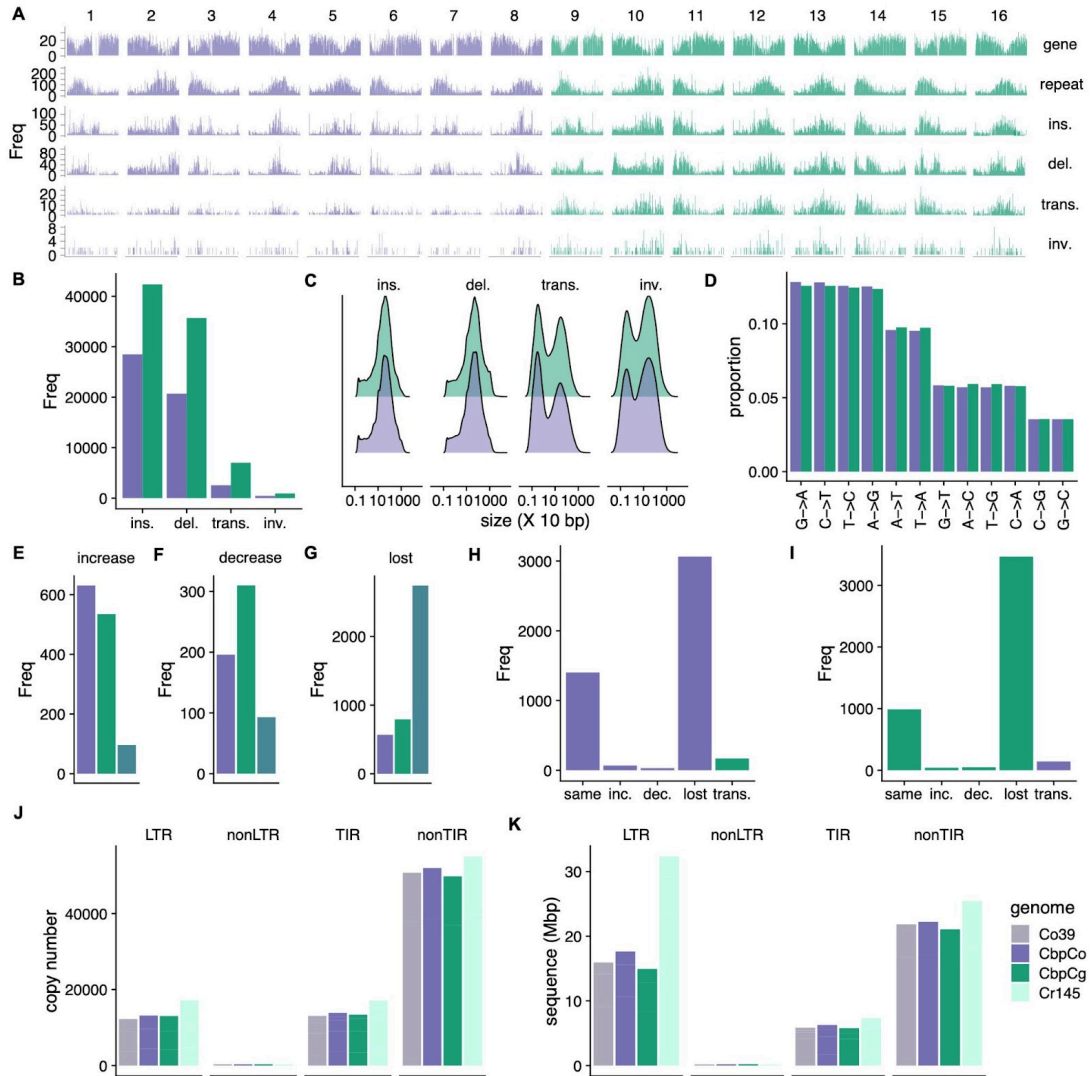 A
1 2 3 4 5 6 7 8 9 10 11 12 13 14 15 16
20
0
gene
200
100
0
repeat
100
50
0
ins.
Freq
80
40
0
del.
20
10
0
trans.
8
4
0
inv.
B
40000
30000
20000
10000
0
Freq
ins. del. trans. inv.
C
ins. del. trans. inv.
0.1 1 10 1000 0.1 1 10 1000 0.1 1 10 1000 0.1 1 10 1000
size (X 10 bp)
D
0.10
0.05
0.00
proportion
G->A C->T T->C A->G A->T T->A G->T A->C T->G C->A C->G G->C
E
increase
600
400
200
0
Freq
F
decrease
300
200
100
0
Freq
G
lost
2000
1000
0
Freq
H
3000
2000
1000
0
Freq
same inc. dec. lost trans.
I
3000
2000
1000
0
Freq
same inc. dec. lost trans.
J
LTR nonLTR TIR nonTIR
40000
20000
0
copy number
K
LTR nonLTR TIR nonTIR
30
20
10
0
sequence (Mbp)
genome
Co39
CbpCo
CbpCg
Cr145